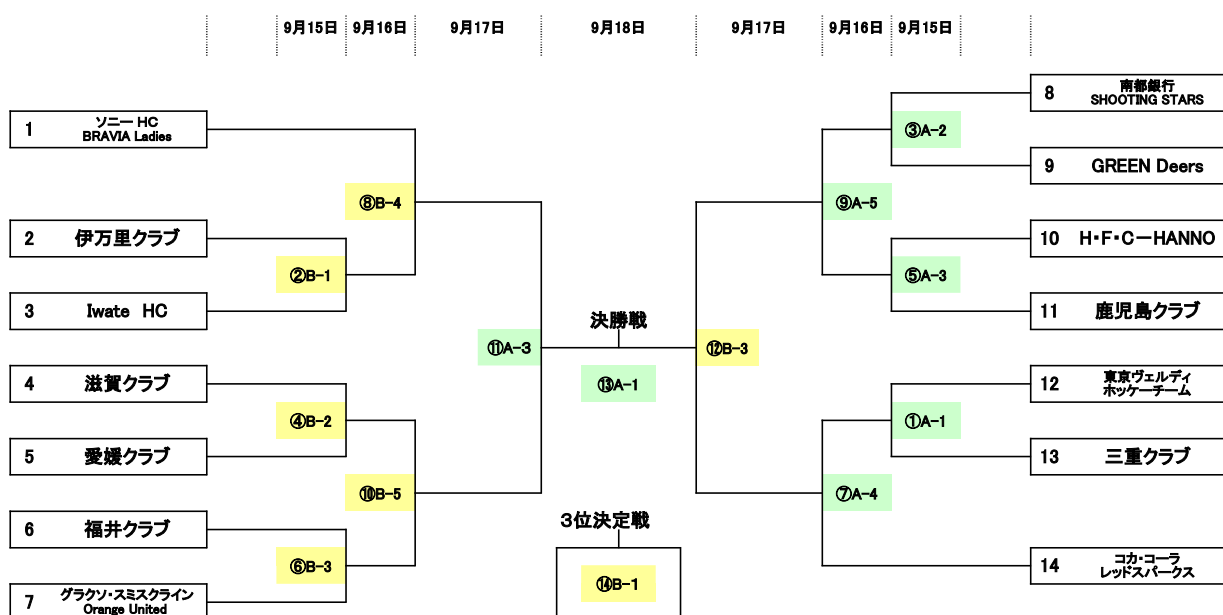 9月15日 9月16日 9月17日 9月18日 9月17日 9月16日 9月15日
1 ソニー HC
BRAVIA Ladies
2 伊万里クラブ
3 Iwate HC
4 滋賀クラブ
5 愛媛クラブ
6 福井クラブ
7 グラクソ・スミスクライン
Orange United
⑧B-4
②B-1
④B-2
⑩B-5
⑥B-3
⑪A-3
決勝戦
⑬A-1
3位決定戦
⑭B-1
⑫B-3
③A-2
⑨A-5
⑤A-3
①A-1
⑦A-4
8 南都銀行
SHOOTING STARS
9 GREEN Deers
10 H・F・C－HANNO
11 鹿児島クラブ
12 東京ヴェルディ
ホッケーチーム
13 三重クラブ
14 コカ・コーラ
レッドスパークス